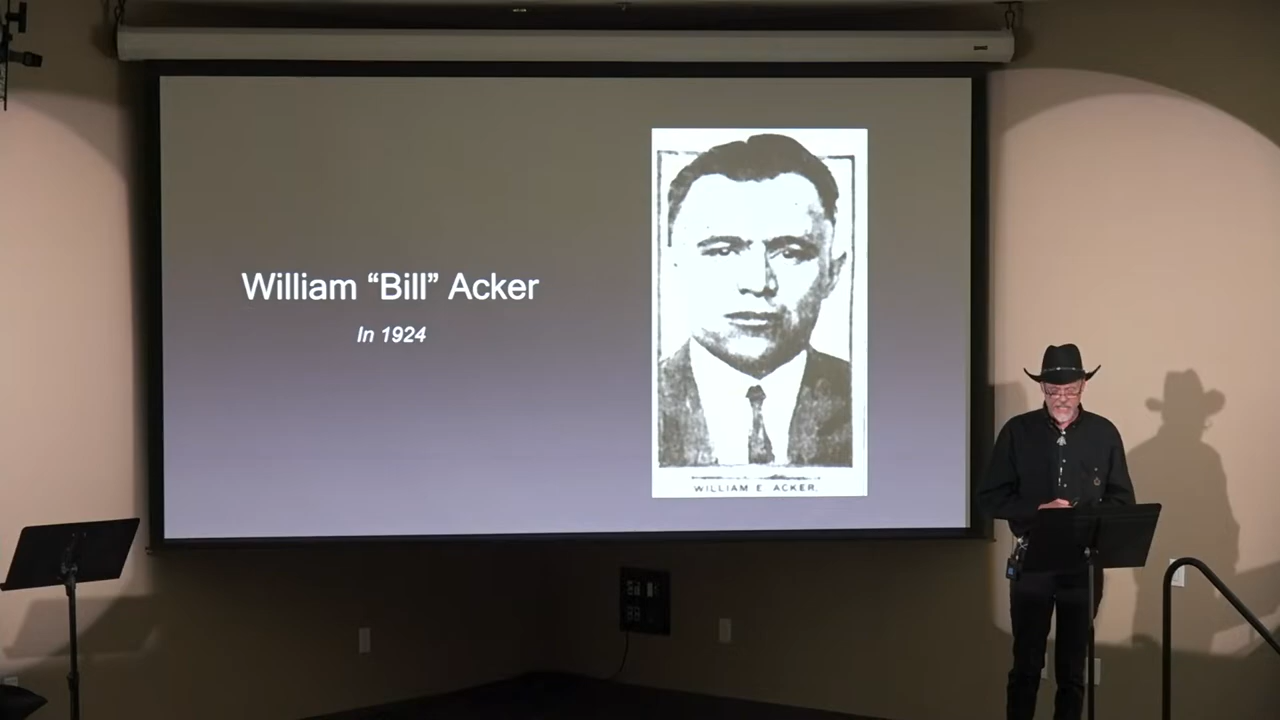 William “Bill” Acker
In 1924
WILLIAM E. ACKER.